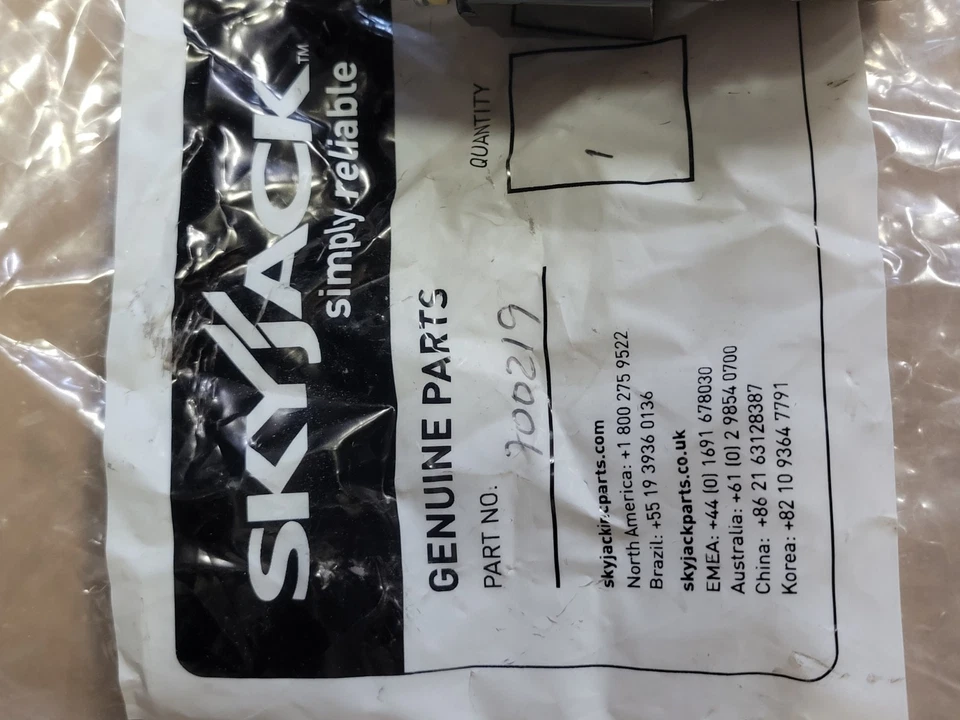 SKYJACK™
simply reliable
GENUINE PARTS
PART NO.
700219
QUANTITY
1
skyjackincparts.com
North America: +1 800 275 9522
Brazil: +55 19 3936 0136
skyjackparts.co.uk
EMEA: +44 (0) 1691 678030
Australia: +61 (0) 2 9854 0700
China: +86 21 63128387
Korea: +82 10 9364 7791